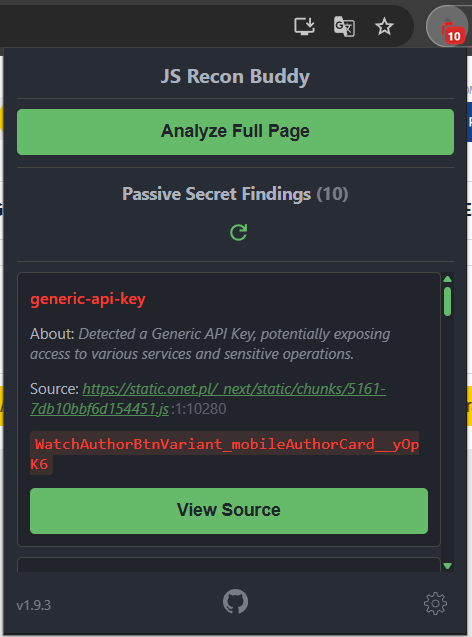 10
JS Recon Buddy
Analyze Full Page
Passive Secret Findings (10)
generic-api-key
About: Detected a Generic API Key, potentially exposing
access to various services and sensitive operations.
Source: https://static.onet.pl/_next/static/chunks/5161-
7db10bbf6d154451.js:1:10280
WatchAuthorBtnVariant_mobileAuthorCard__yOp
K6
View Source
v1.9.3